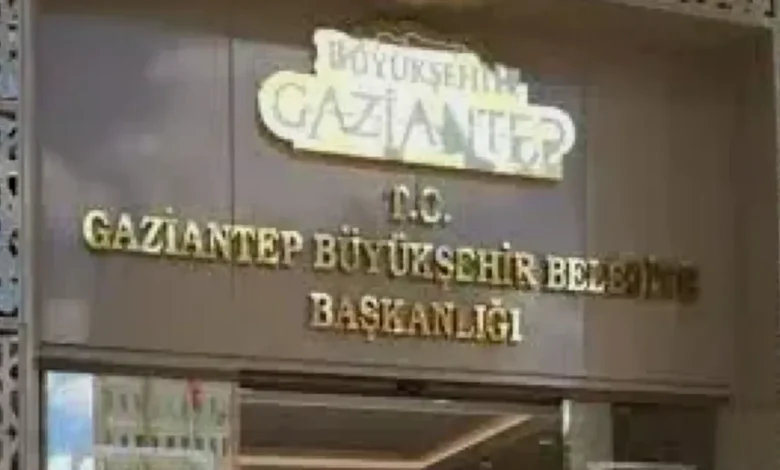 BÜYÜKŞEHİR
GAZİANTEP
T.C.
GAZİANTEP BÜYÜKŞEHİR BELEDİYE
BAŞKANLIĞI